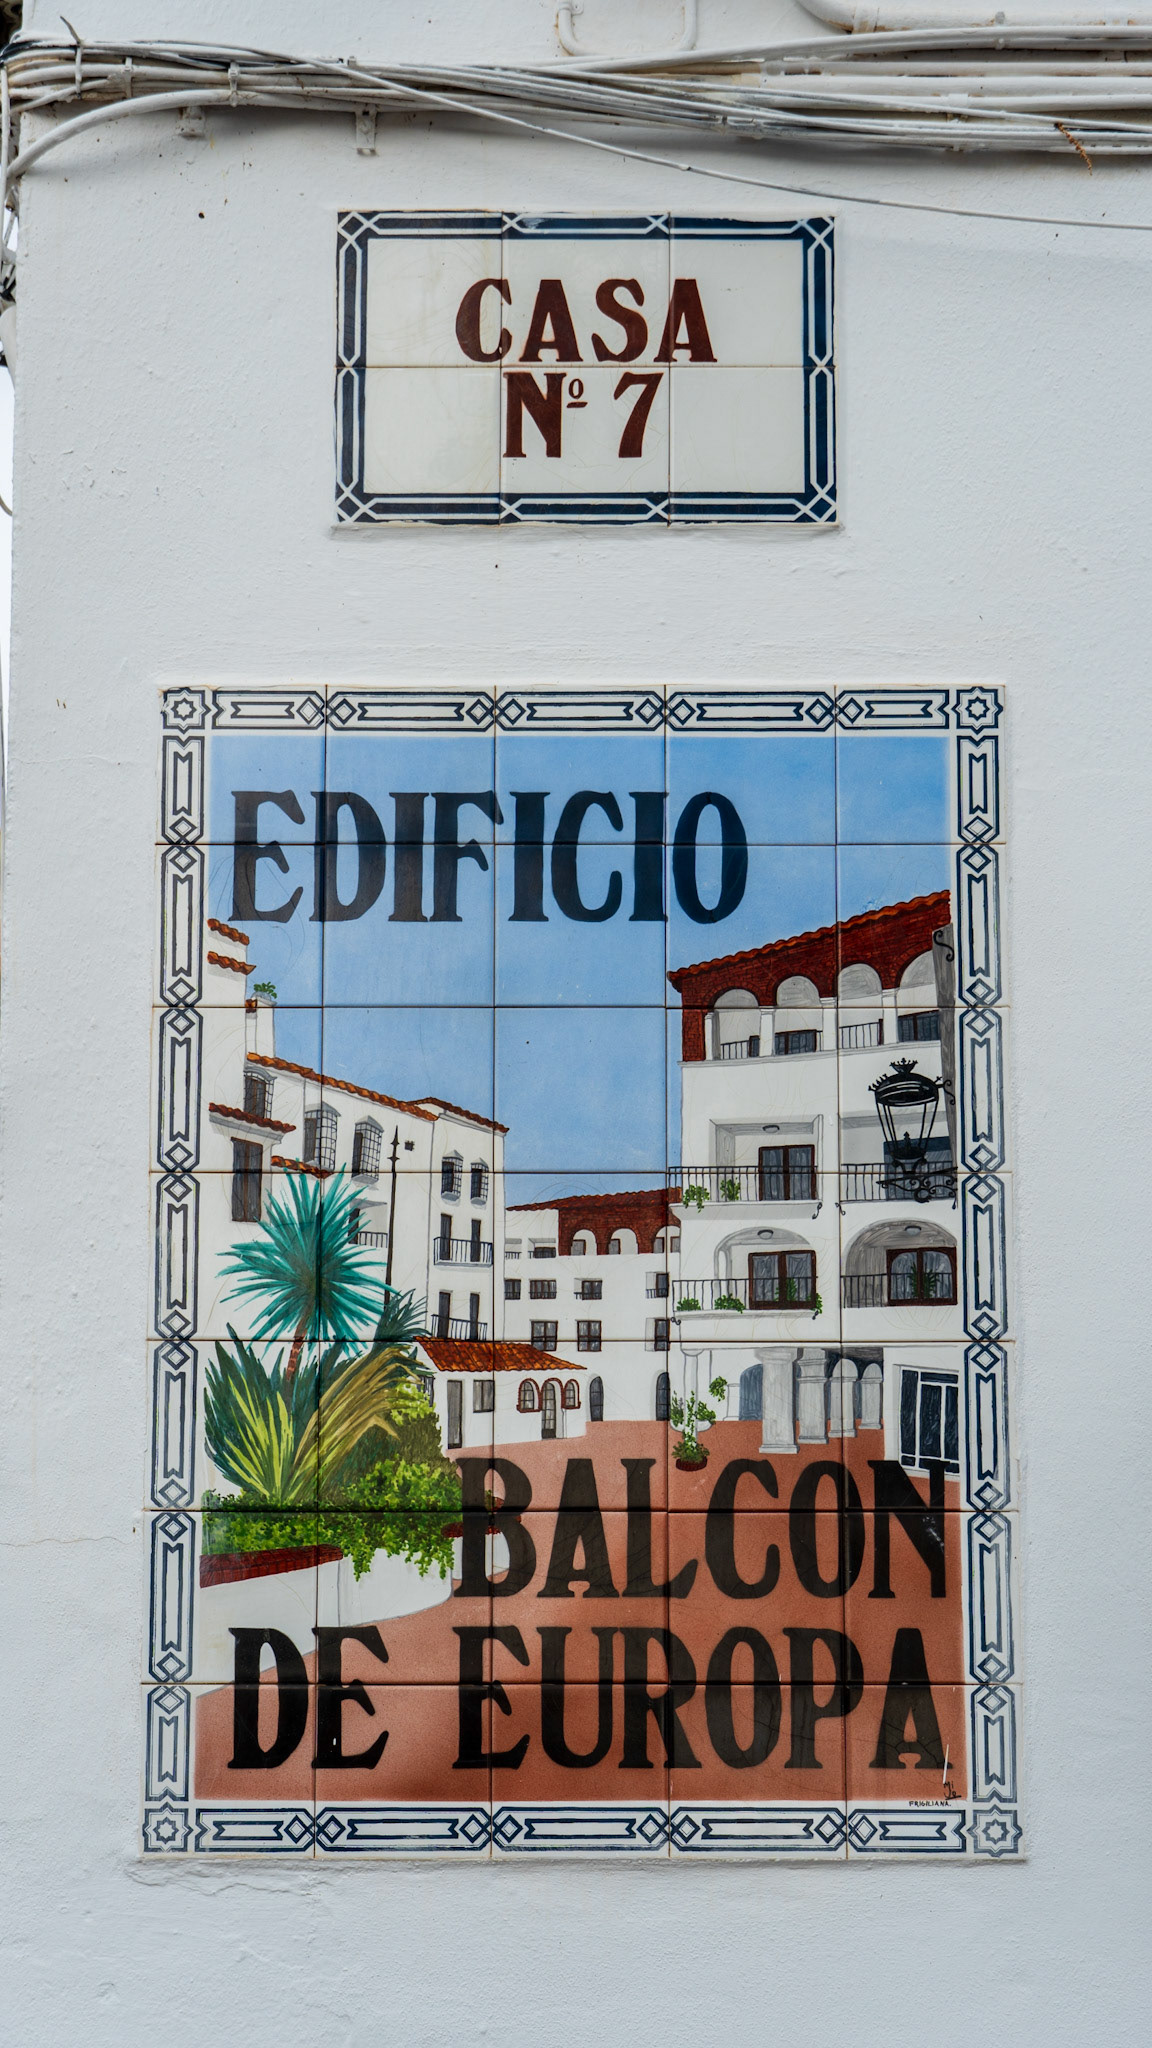 CASA
Nº 7
EDIFICIO
BALCON
DE EUROPA
FRIGILIANA.